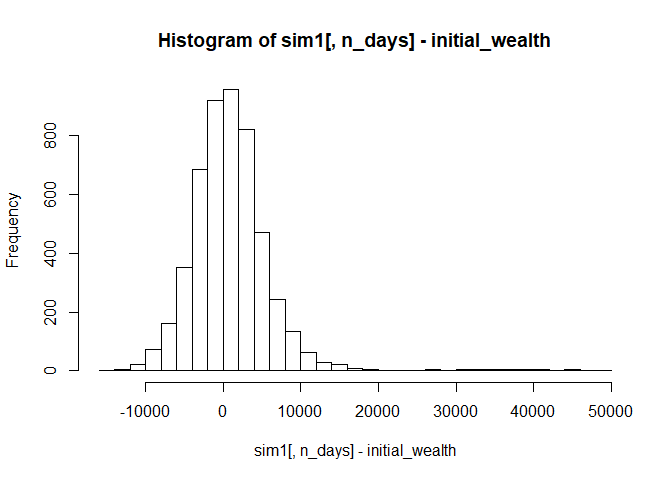 Histogram of sim1[, n_days] - initial_wealth
Frequency
800
600
400
200
0
-10000 0 10000 20000 30000 40000 50000
sim1[, n_days] - initial_wealth